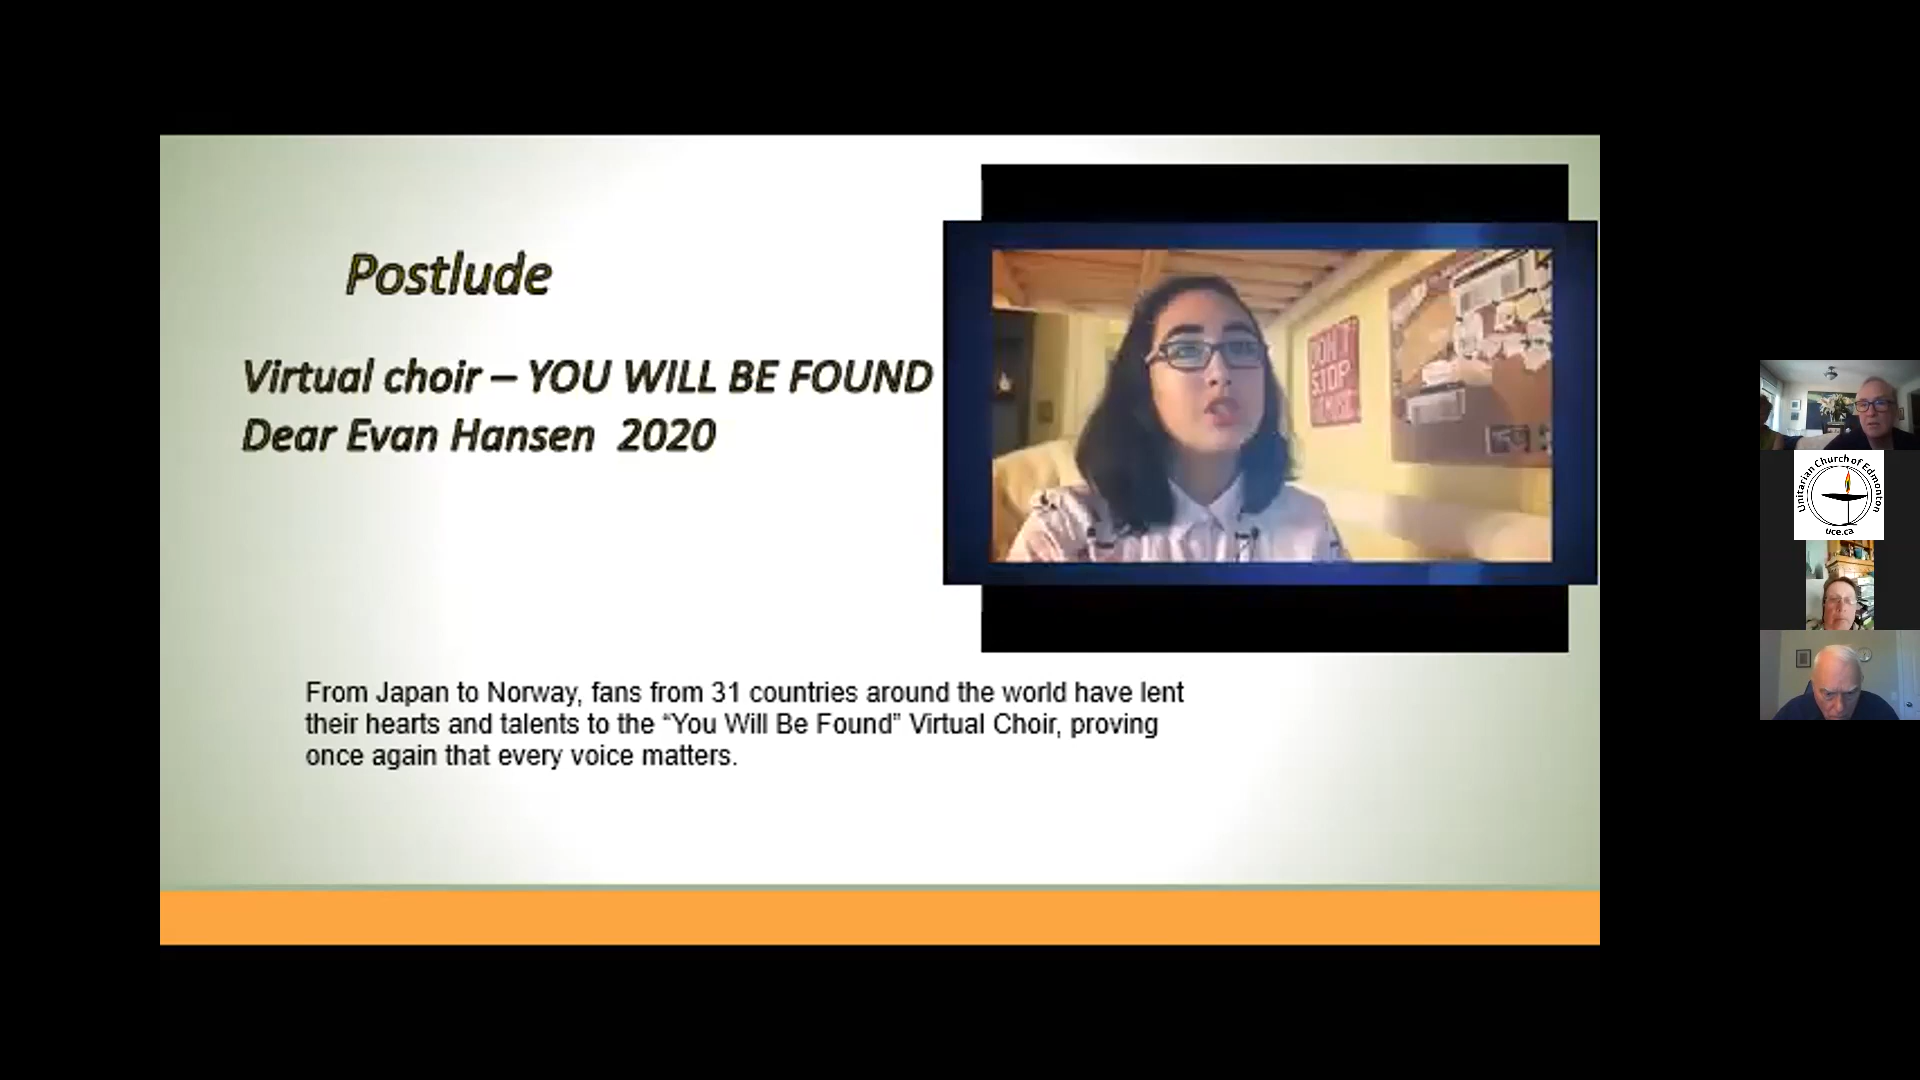 Postlude
Virtual choir – YOU WILL BE FOUND
Dear Evan Hansen 2020
DON'T
STOP
MUSIC
From Japan to Norway, fans from 31 countries around the world have lent
their hearts and talents to the “You Will Be Found” Virtual Choir, proving
once again that every voice matters.
Unitarian Church of Edmonton
uce.ca